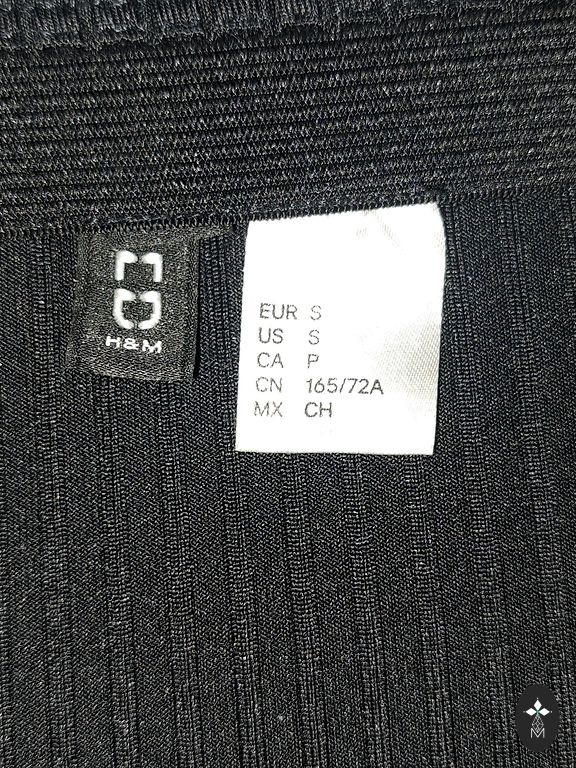 H&M
EUR S
US S
CA P
CN 165/72A
MX CH
M